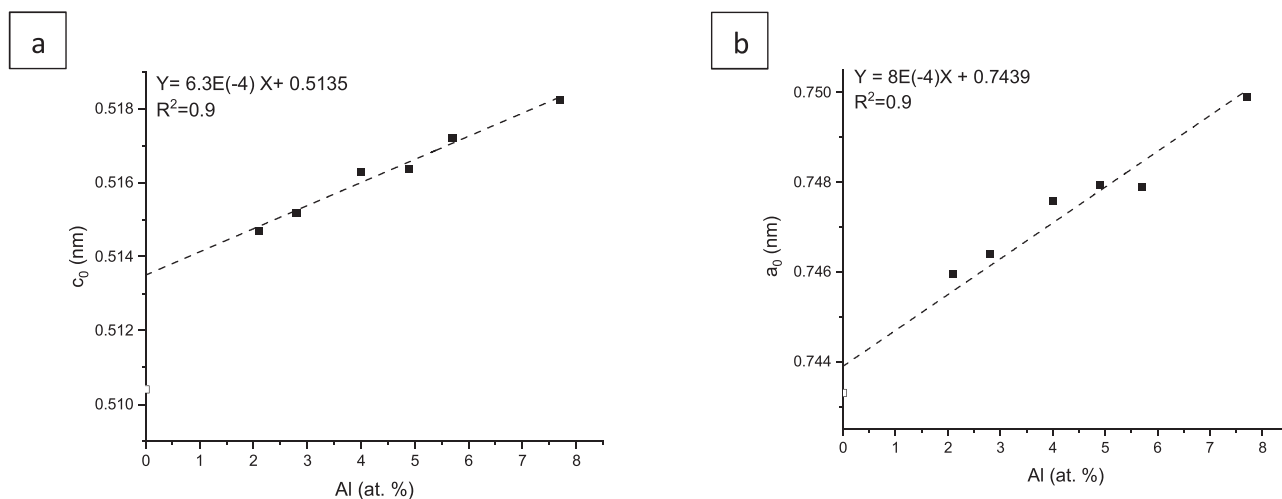 a
Y= 6.3E(-4) X+ 0.5135
R²=0.9
0.518
0.516
0.514
0.512
0.510
c₀ (nm)
0 1 2 3 4 5 6 7 8
Al (at. %)
b
Y = 8E(-4)X + 0.7439
R²=0.9
0.750
0.748
0.746
0.744
a₀ (nm)
0 1 2 3 4 5 6 7 8
Al (at. %)